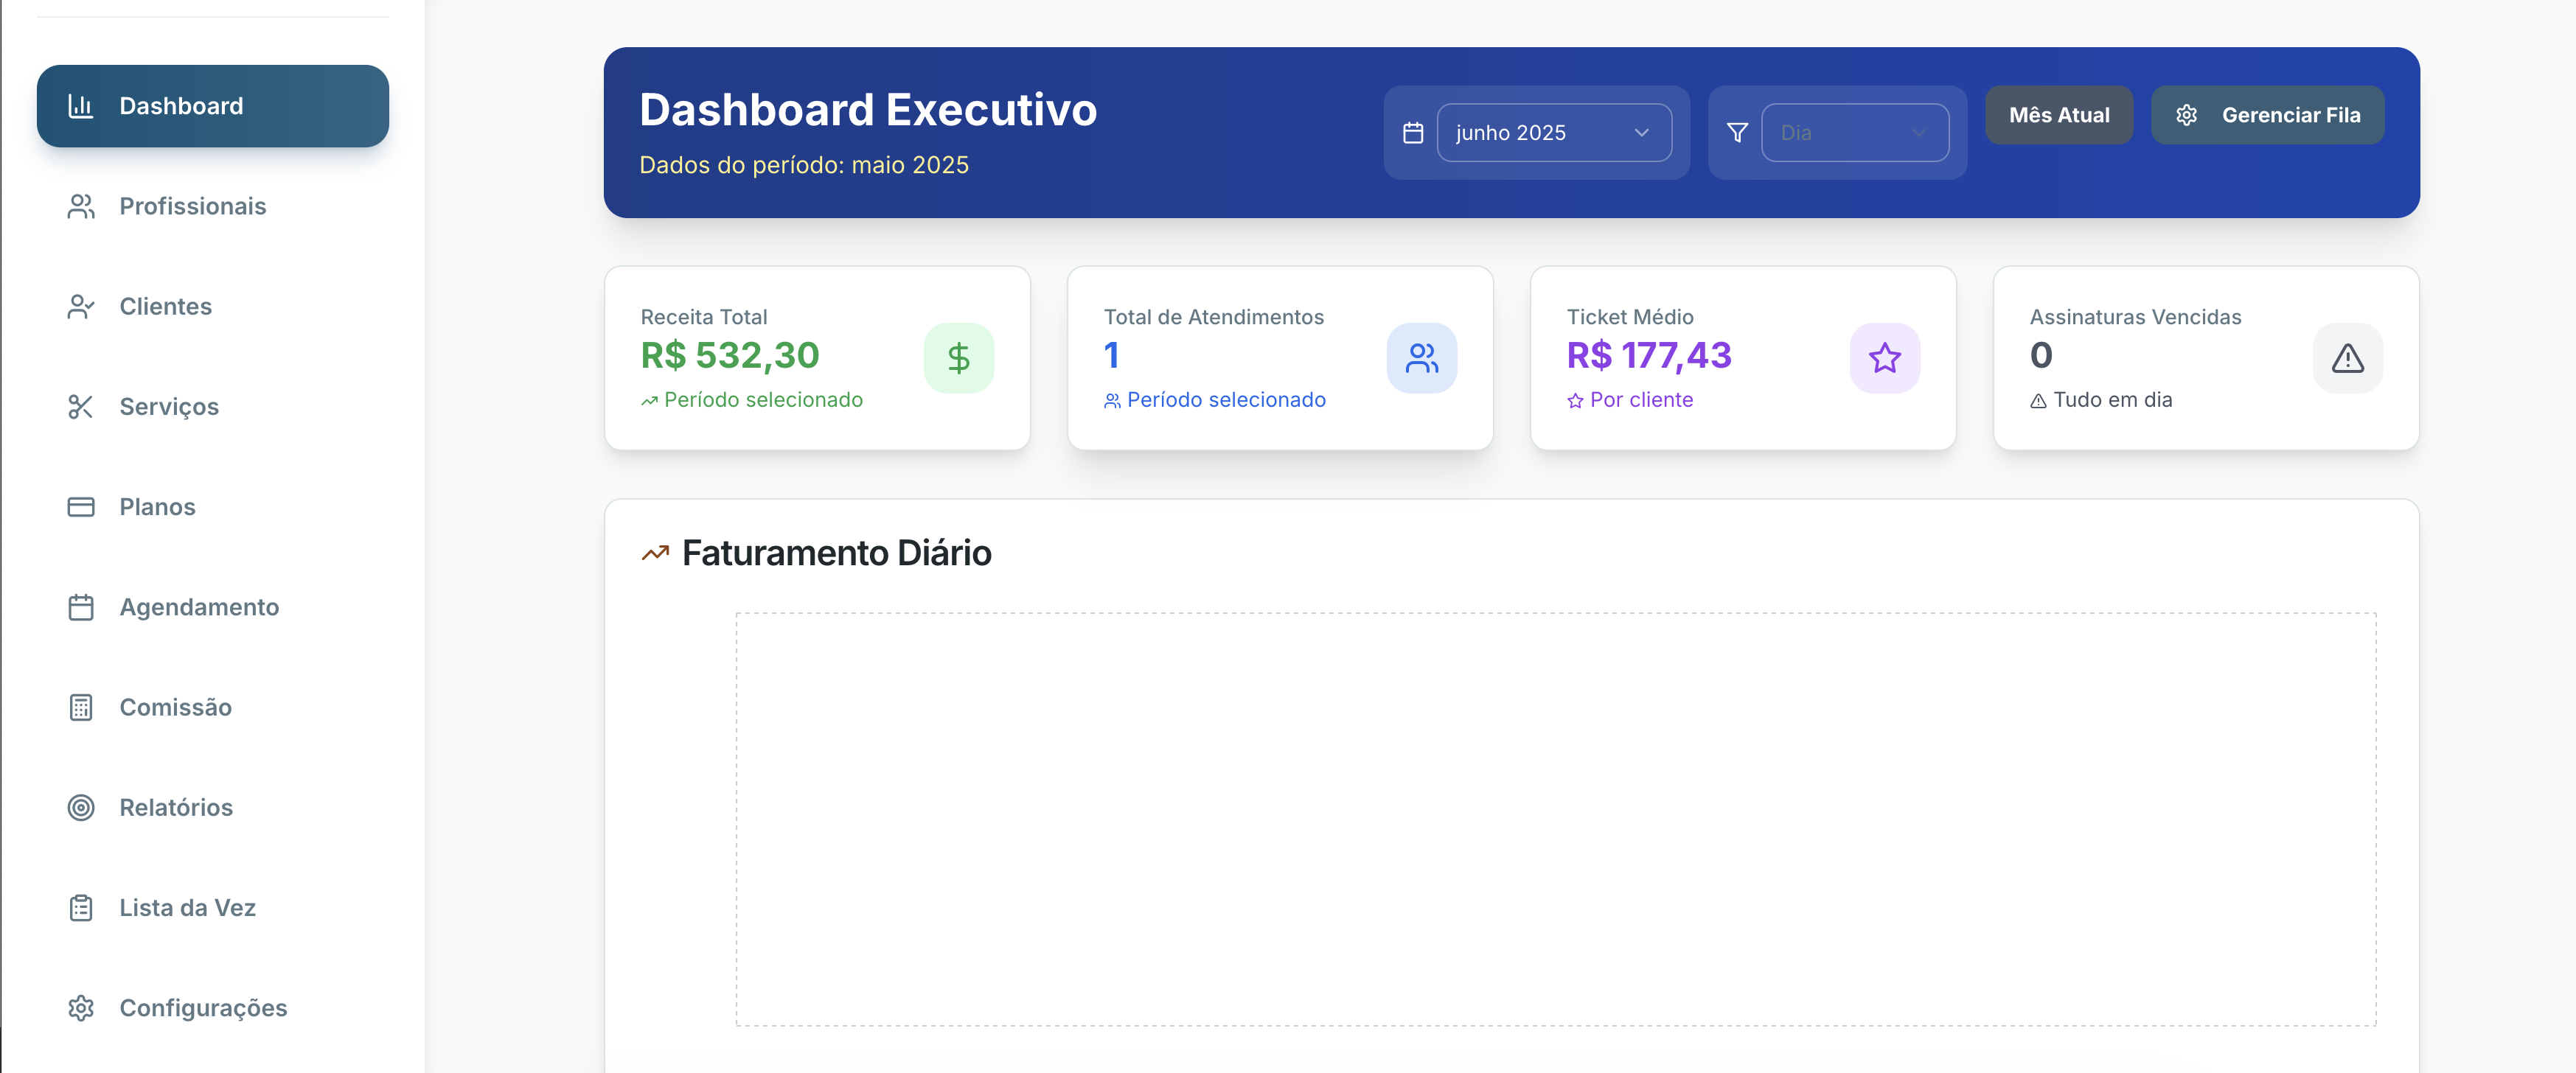 Dashboard
Profissionais
Clientes
Serviços
Planos
Agendamento
Comissão
Relatórios
Lista da Vez
Configurações
Dashboard Executivo
Dados do período: maio 2025
junho 2025
Dia
Mês Atual
Gerenciar Fila
Receita Total
R$ 532,30
Período selecionado
Total de Atendimentos
1
Período selecionado
Ticket Médio
R$ 177,43
Por cliente
Assinaturas Vencidas
0
Tudo em dia
Faturamento Diário